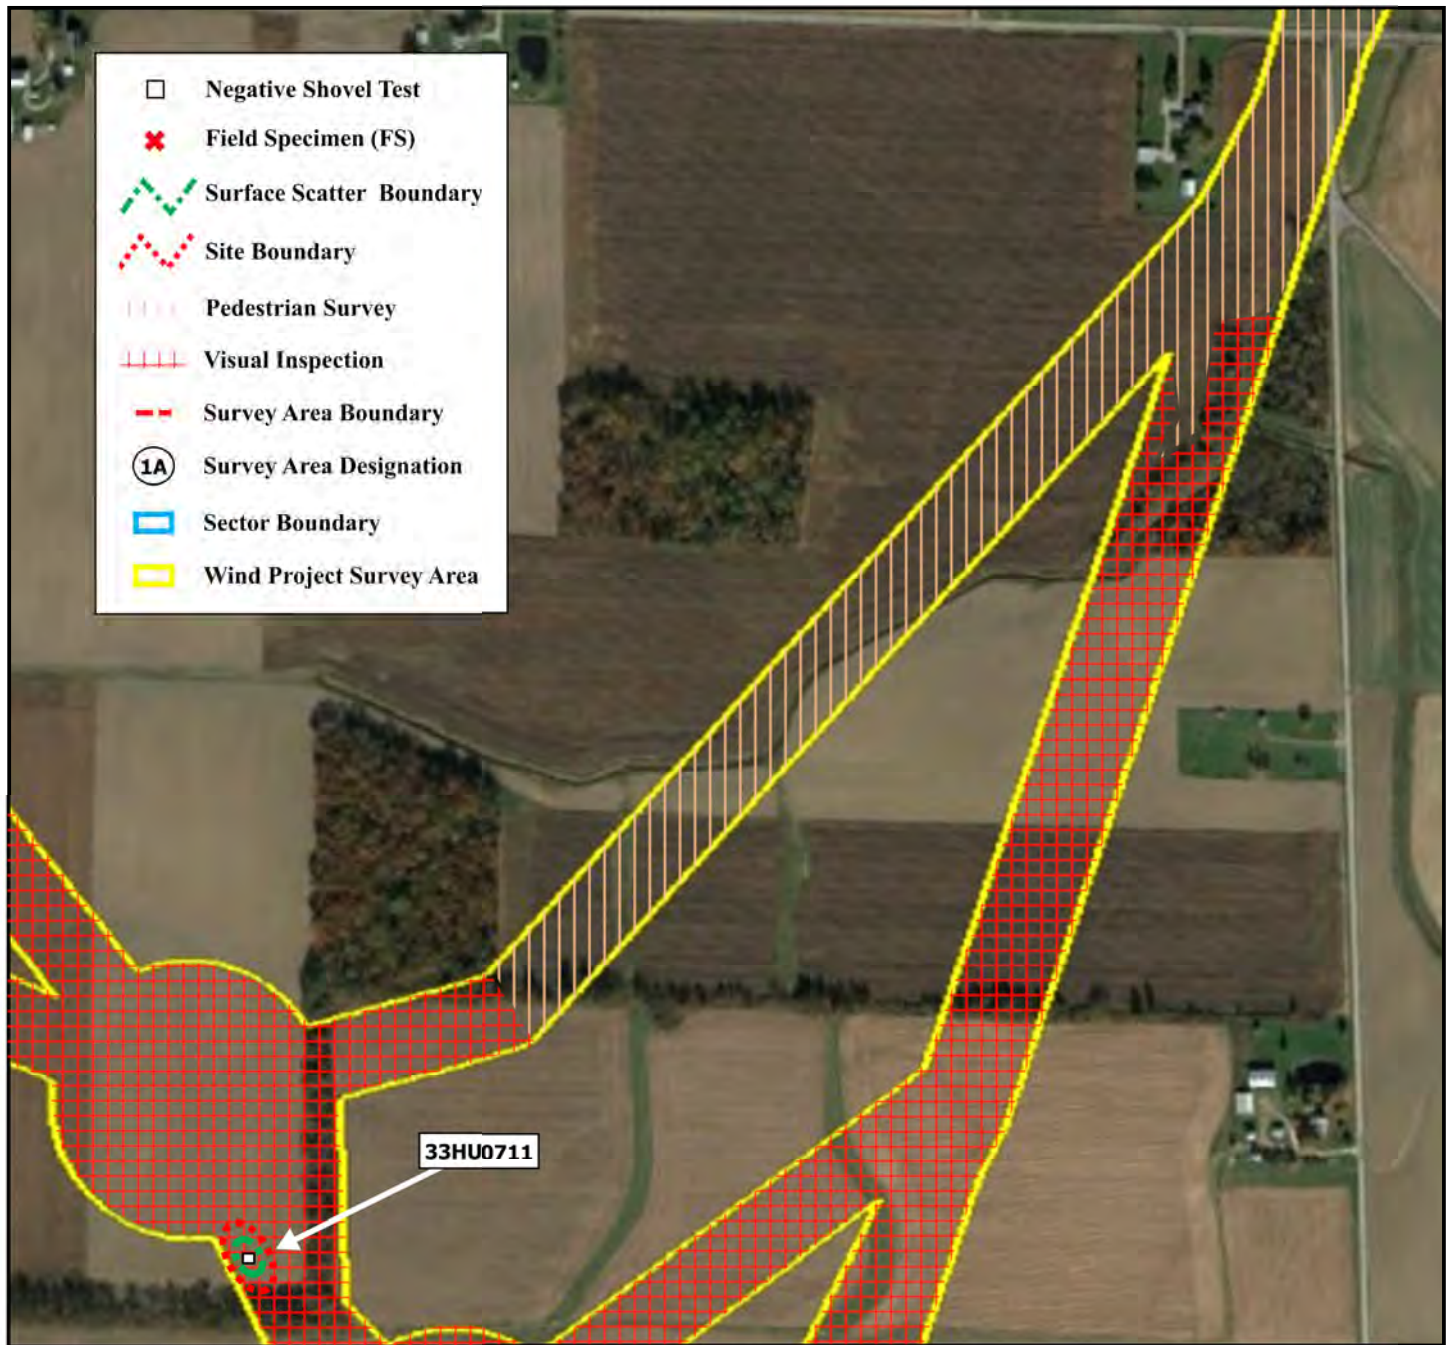 Negative Shovel Test
Field Specimen (FS)
Surface Scatter Boundary
Site Boundary
Pedestrian Survey
Visual Inspection
Survey Area Boundary
1A Survey Area Designation
Sector Boundary
Wind Project Survey Area
33HU0711